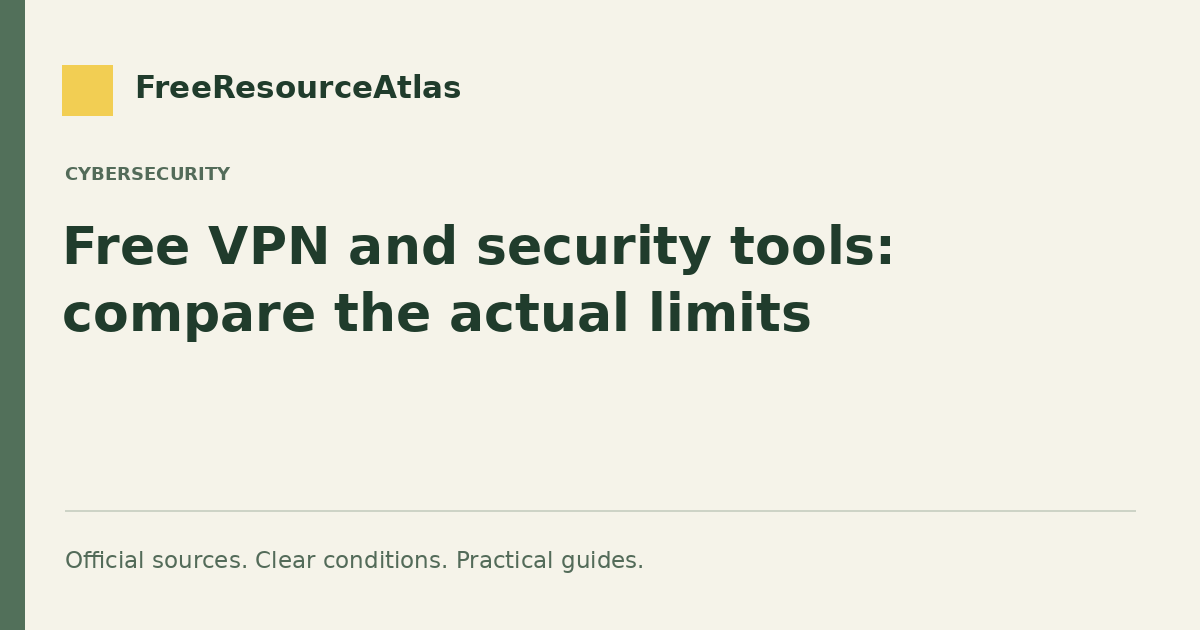 FreeResourceAtlas
CYBERSECURITY
Free VPN and security tools:
compare the actual limits
Official sources. Clear conditions. Practical guides.